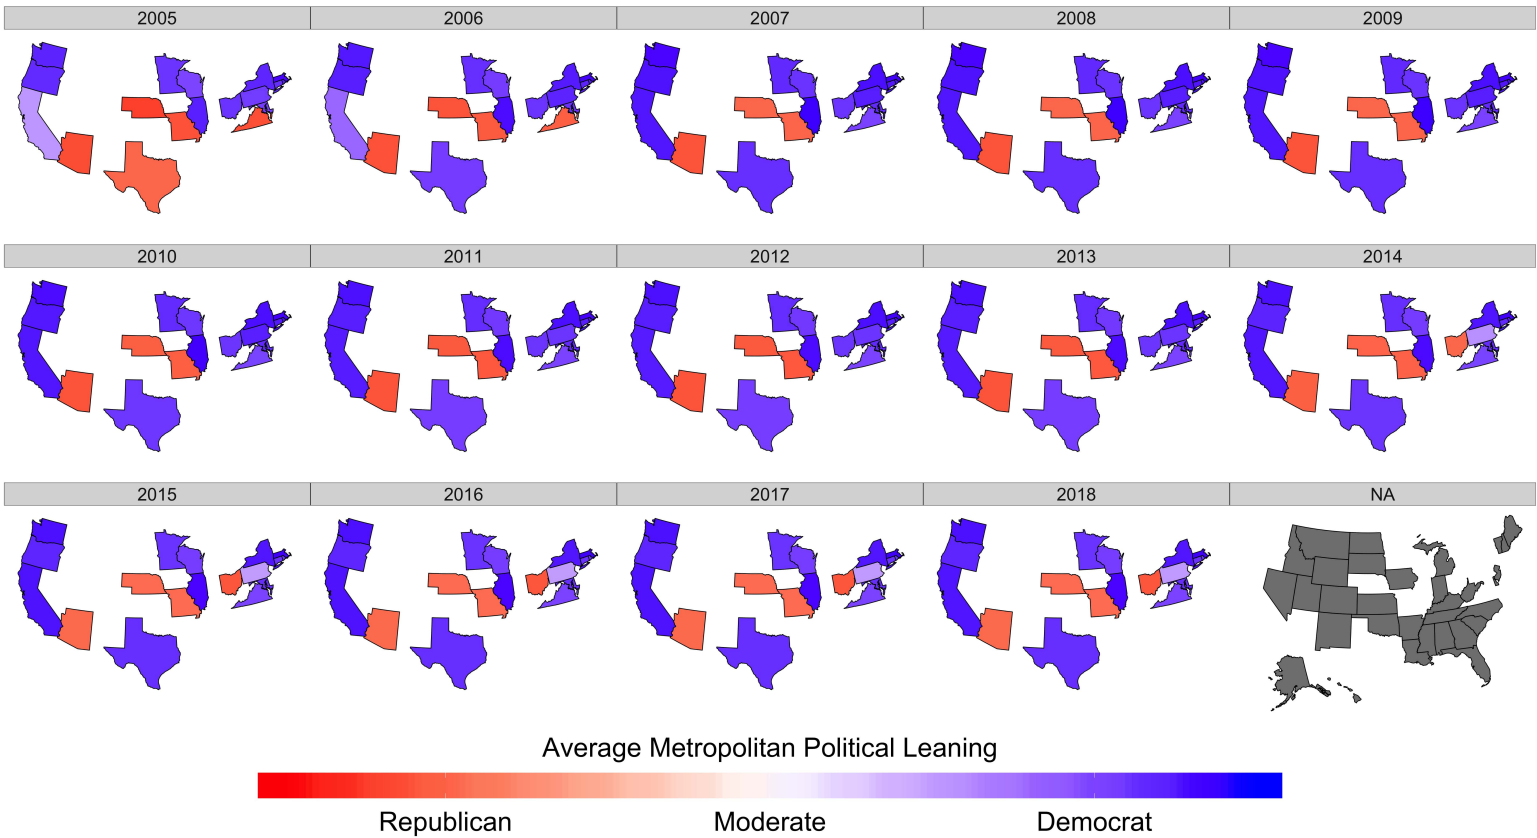 2005 2006 2007 2008 2009
2010 2011 2012 2013 2014
2015 2016 2017 2018 NA
Average Metropolitan Political Leaning
Republican Moderate Democrat